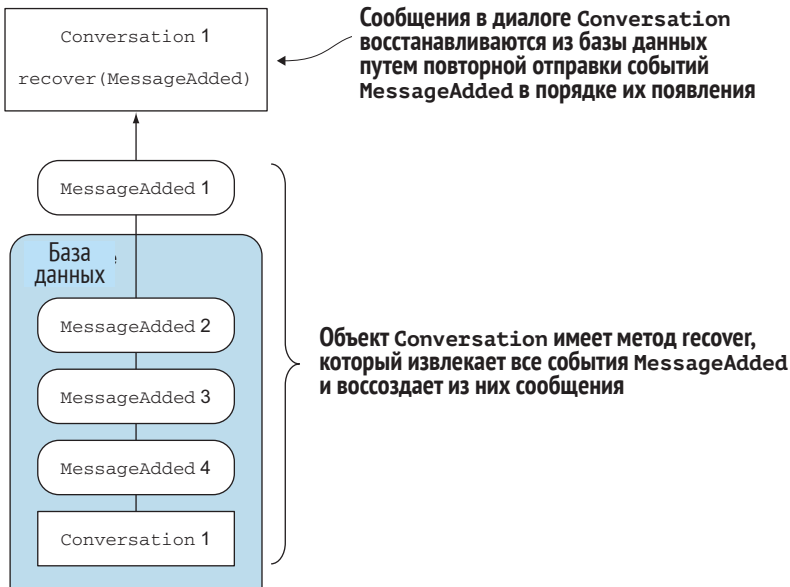 Conversation 1
recover(MessageAdded)
Сообщения в диалоге Conversation
восстанавливаются из базы данных
путем повторной отправки событий
MessageAdded в порядке их появления
MessageAdded 1
База
данных
MessageAdded 2
MessageAdded 3
MessageAdded 4
Conversation 1
Объект Conversation имеет метод recover,
который извлекает все события MessageAdded
и воссоздает из них сообщения